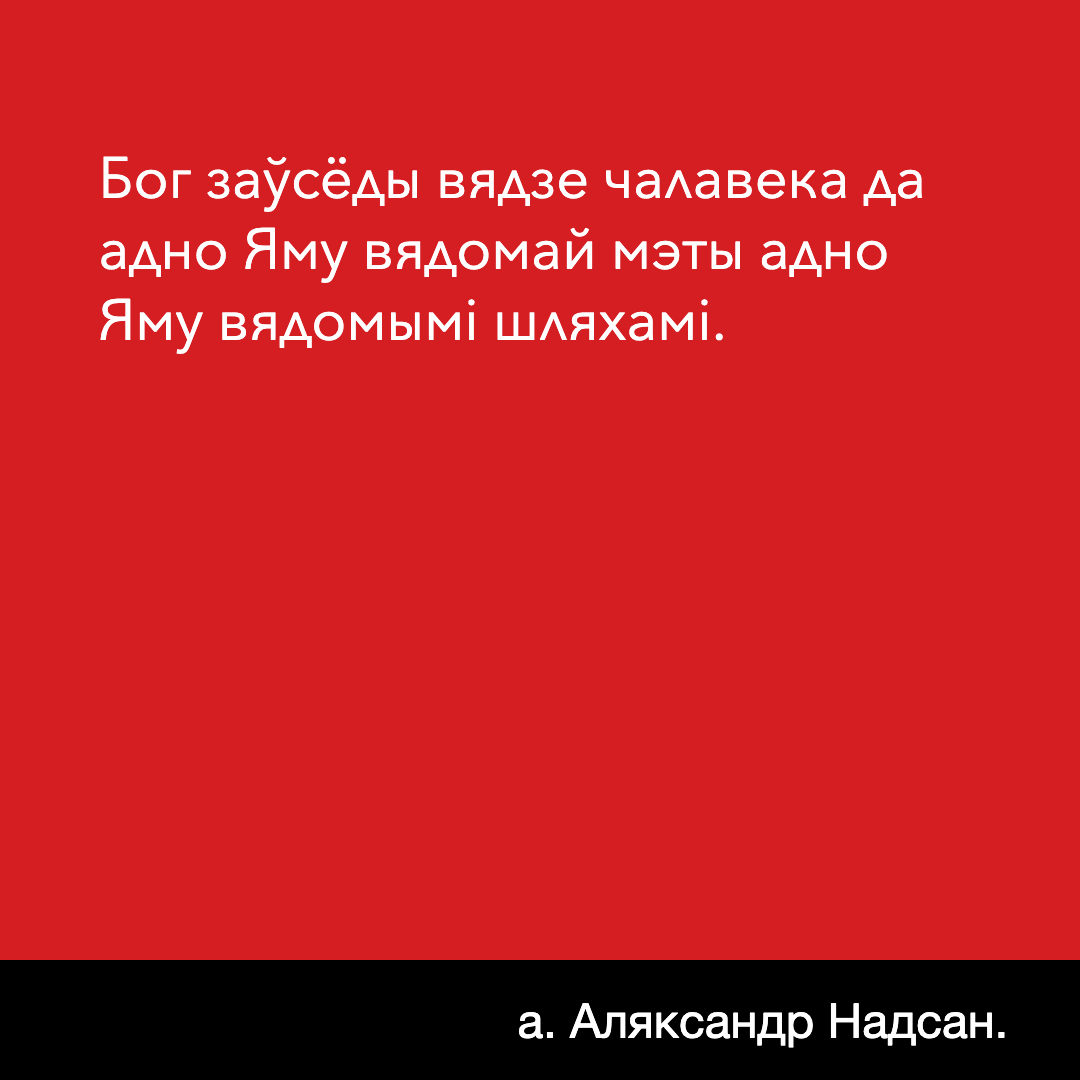 Бог заўсёды вядзе чалавека да
адно Яму вядомай мэты адно
Яму вядомымі шляхамі.
а. Аляксандр Надсан.